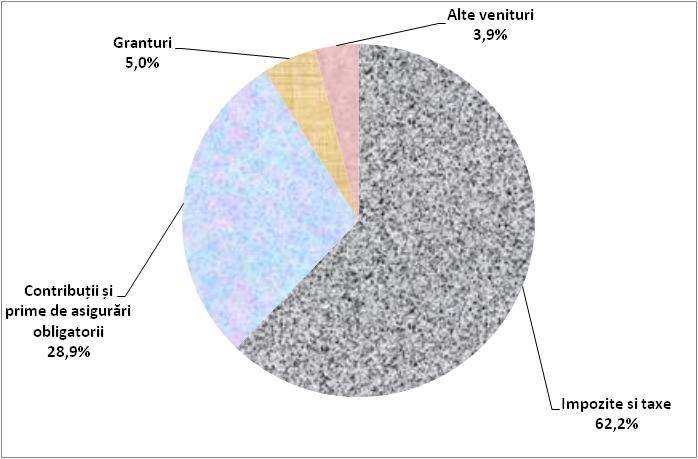 Alte venituri
3,9%
Granturi
5,0%
Contribuții și
prime de asigurări
obligatorii
28,9%
Impozite si taxe
62,2%